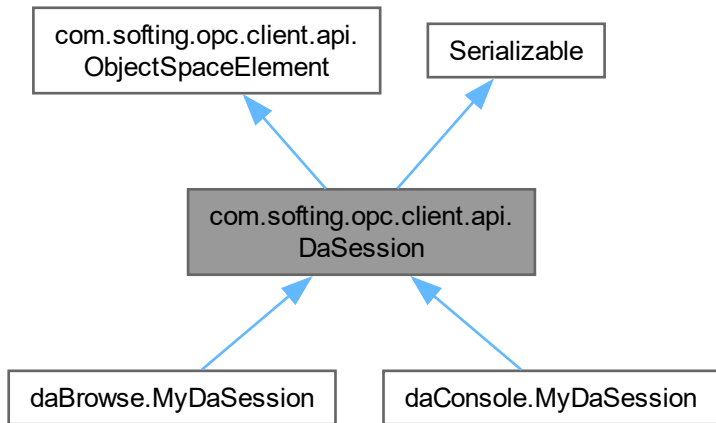 com.softing.opc.client.api.
ObjectSpaceElement
Serializable
com.softing.opc.client.api.
DaSession
daBrowse.MyDaSession
daConsole.MyDaSession